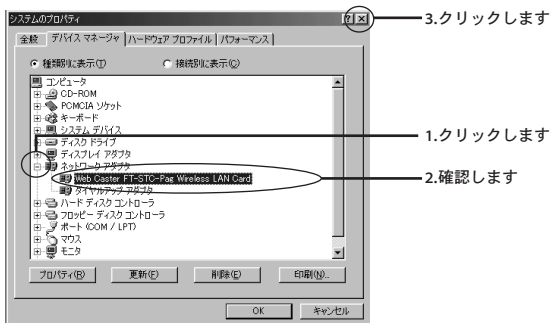 システムのプロパティ
全般 デバイス マネージャ ハードウェア プロファイル パフォーマンス
種類別に表示(T) 接続別に表示(C)
コンピュータ
CD-ROM
PCMCIA ソケット
キーボード
システム デバイス
ディスク ドライブ
ディスプレイ アダプタ
ネットワーク アダプタ
Web Caster FT-STC-Pag Wireless LAN Card
ダイヤルアップ アダプタ
ハード ディスク コントローラ
フロッピー ディスク コントローラ
ポート (COM / LPT)
マウス
モニタ
プロパティ(R) 更新(F) 削除(E) 印刷(N)...
OK キャンセル
3.クリックします
1.クリックします
2.確認します